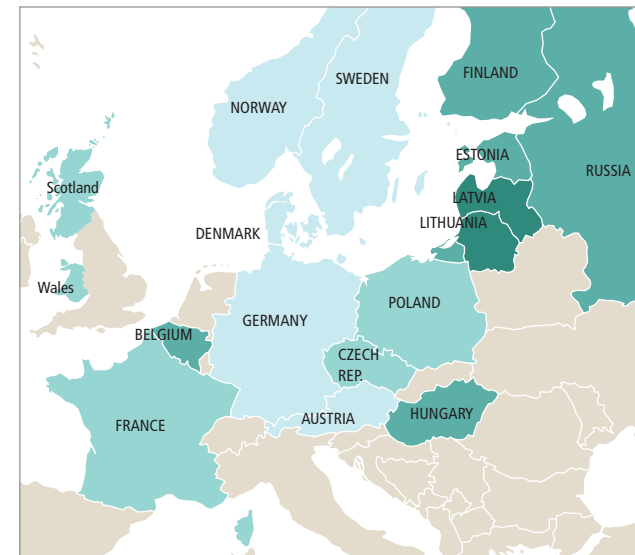 FINLAND
SWEDEN
NORWAY
ESTONIA
RUSSIA
Scotland
LATVIA
LITHUANIA
DENMARK
Wales
POLAND
GERMANY
BELGIUM
CZECH
REP.
HUNGARY
AUSTRIA
FRANCE